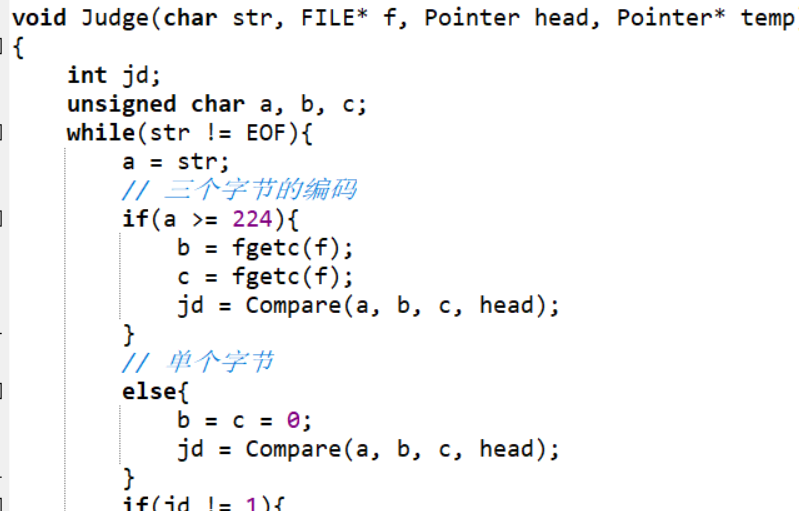 void Judge(char str, FILE* f, Pointer head, Pointer* temp
{
int jd;
unsigned char a, b, c;
while(str != EOF){
a = str;
// 三个字节的编码
if(a >= 224){
b = fgetc(f);
c = fgetc(f);
jd = Compare(a, b, c, head);
}
// 单个字节
else{
b = c = 0;
jd = Compare(a, b, c, head);
}
if(jd != 1){